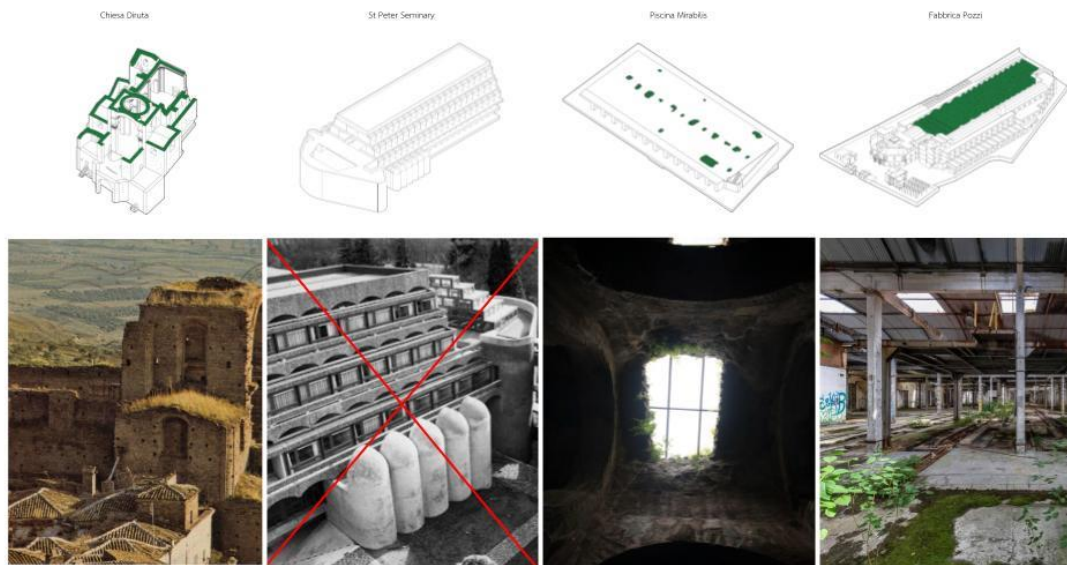 Chiesa Diruta
St Peter Seminary
Piscina Mirabilis
Fabbrica Pozzi